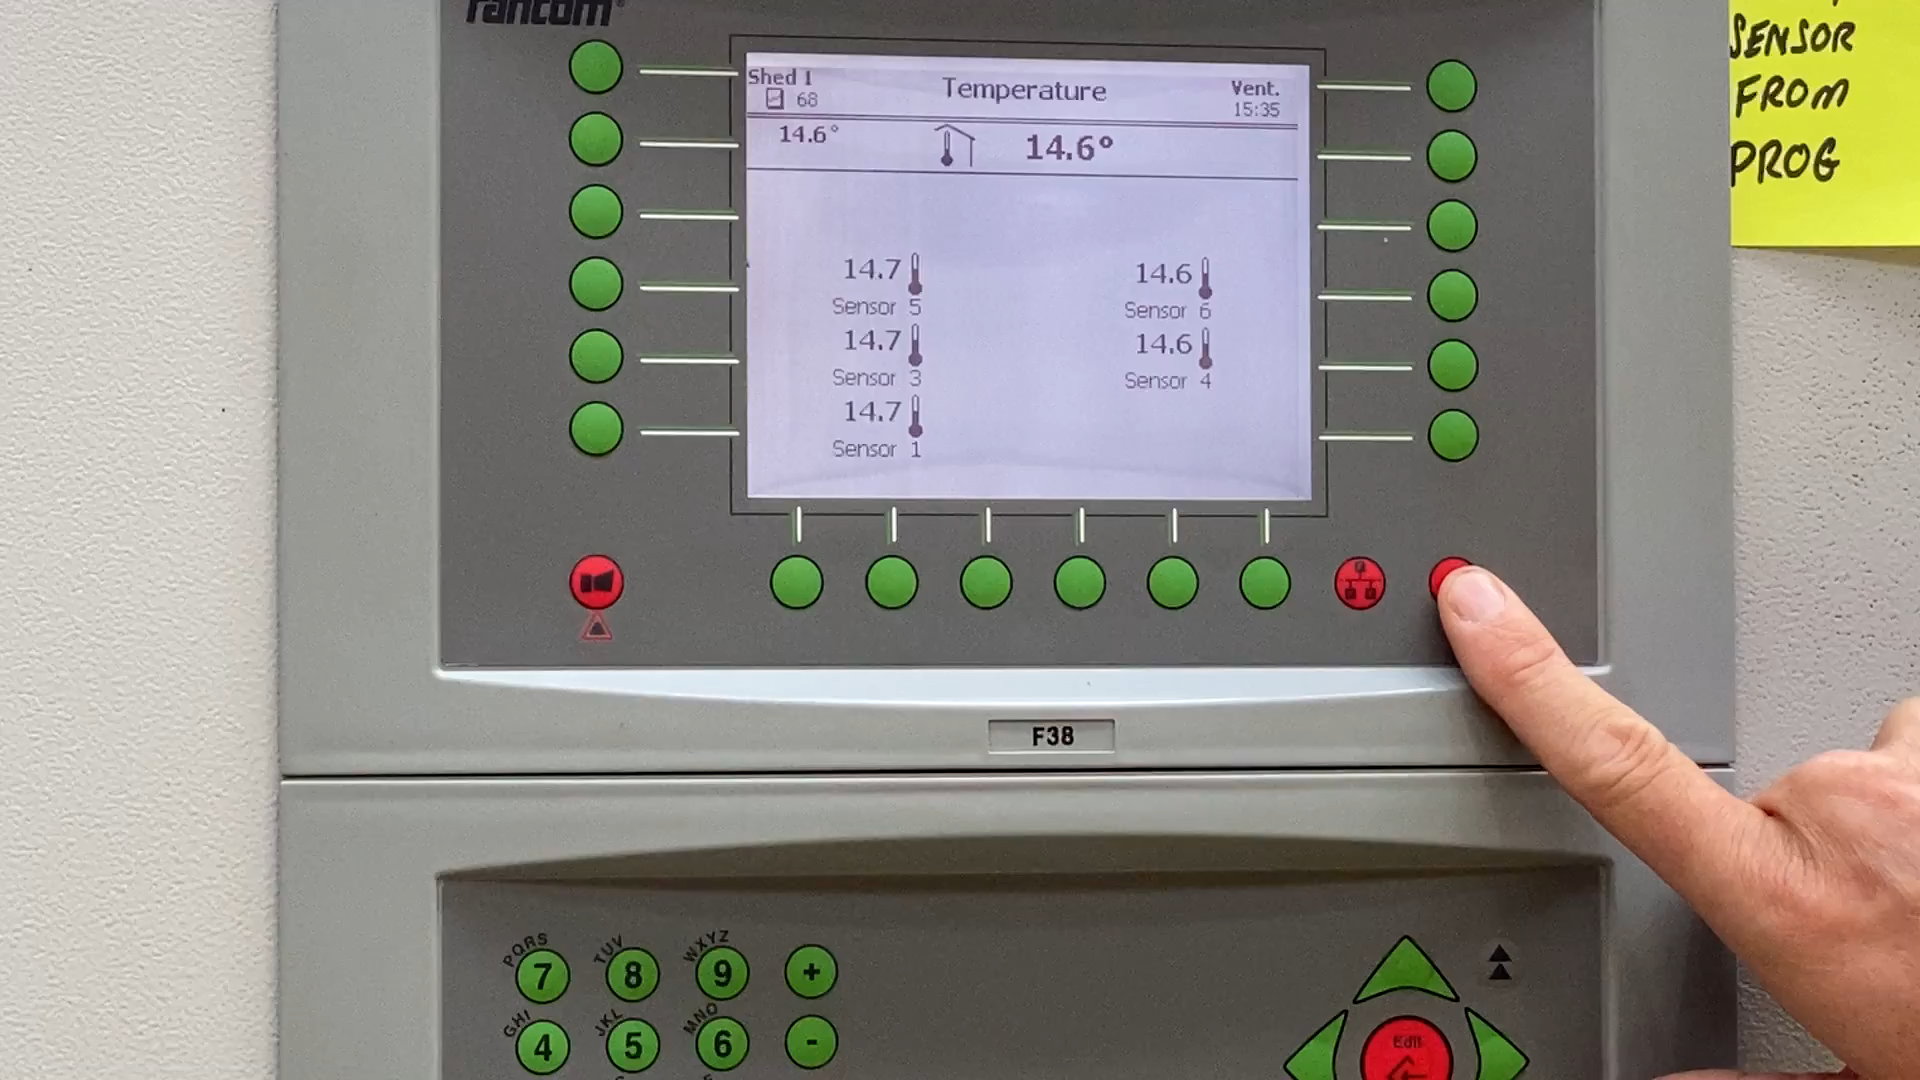 Fancom®
Shed 1
68
Temperature
Vent.
15:35
14.6°
14.6°
14.7
Sensor 5
14.6
Sensor 6
14.7
Sensor 3
14.6
Sensor 4
14.7
Sensor 1
SENSOR
FROM
PROG
F38
PQRS
7
TUV
8
WXYZ
9
+
GHI
4
JKL
5
MNO
6
-
Edit